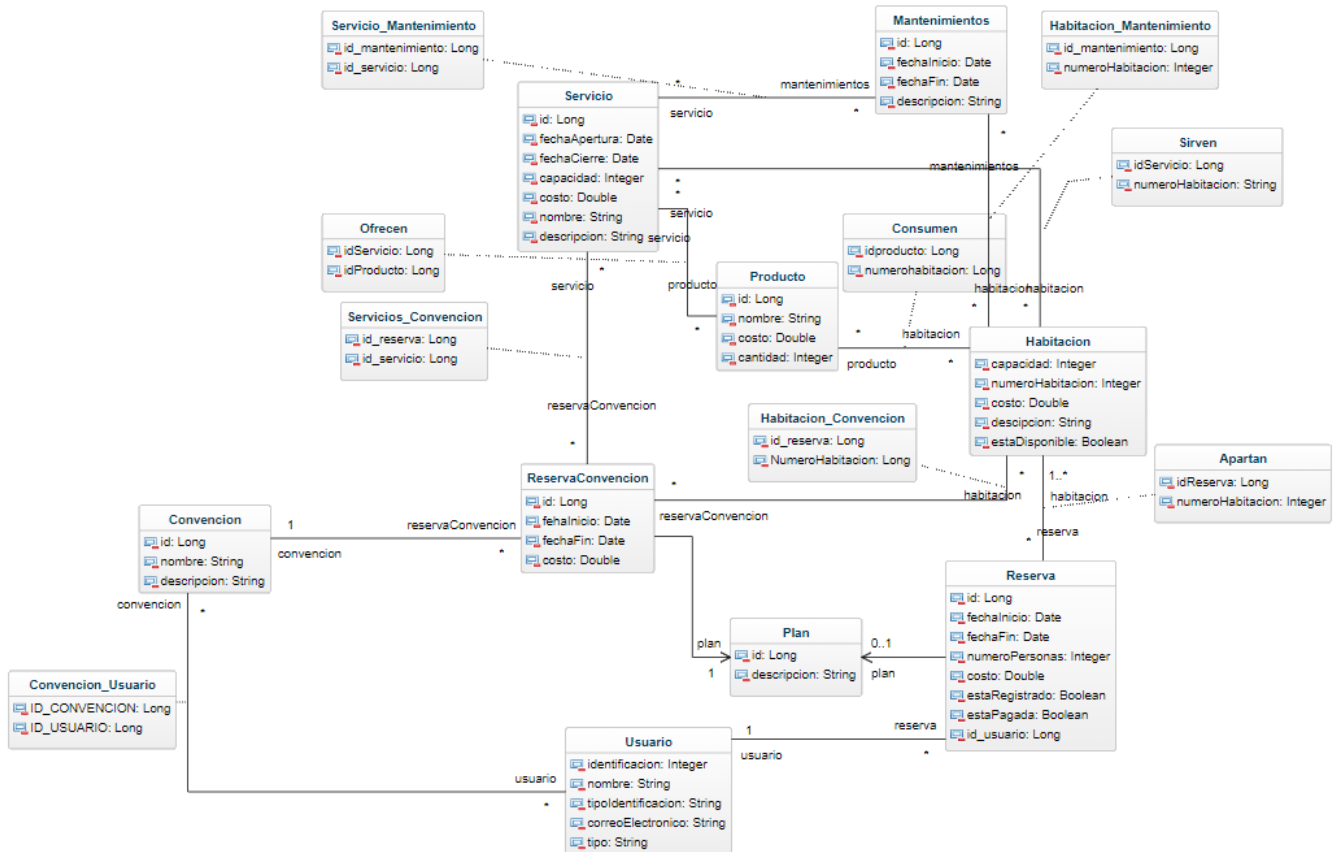 Servicio_Mantenimiento
id_mantenimiento: Long
id_servicio: Long
Mantenimientos
id: Long
fechaInicio: Date
fechaFin: Date
descripcion: String
Habitacion_Mantenimiento
id_mantenimiento: Long
numeroHabitacion: Integer
*
mantenimientos
servicio
*
Servicio
id: Long
fechaApertura: Date
fechaCierre: Date
capacidad: Integer
costo: Double
nombre: String
descripcion: String
*
mantenimientos
Sirven
idServicio: Long
numeroHabitacion: String
*
*
servicio
servicio
Ofrecen
idServicio: Long
idProducto: Long
Consumen
idproducto: Long
numerohabitacion: Long
*
servicio
producto
*
Producto
id: Long
nombre: String
costo: Double
cantidad: Integer
habitacion
habitacion
*
*
Servicios_Convencion
id_reserva: Long
id_servicio: Long
*
habitacion
producto
*
Habitacion
capacidad: Integer
numeroHabitacion: Integer
costo: Double
descipcion: String
estaDisponible: Boolean
reservaConvencion
*
Habitacion_Convencion
id_reserva: Long
NumeroHabitacion: Long
Apartan
idReserva: Long
numeroHabitacion: Integer
*
1..*
habitacion
habitacion
ReservaConvencion
id: Long
fehaInicio: Date
fechaFin: Date
costo: Double
*
reservaConvencion
*
reserva
Convencion
id: Long
nombre: String
descripcion: String
1
reservaConvencion
convencion
*
convencion
*
Reserva
id: Long
fechaInicio: Date
fechaFin: Date
numeroPersonas: Integer
costo: Double
estaRegistrado: Boolean
estaPagada: Boolean
id_usuario: Long
Plan
id: Long
descripcion: String
plan
1
0..1
plan
Convencion_Usuario
ID_CONVENCION: Long
ID_USUARIO: Long
1
reserva
usuario
*
Usuario
identificacion: Integer
nombre: String
tipoIdentificacion: String
correoElectronico: String
tipo: String
usuario
*